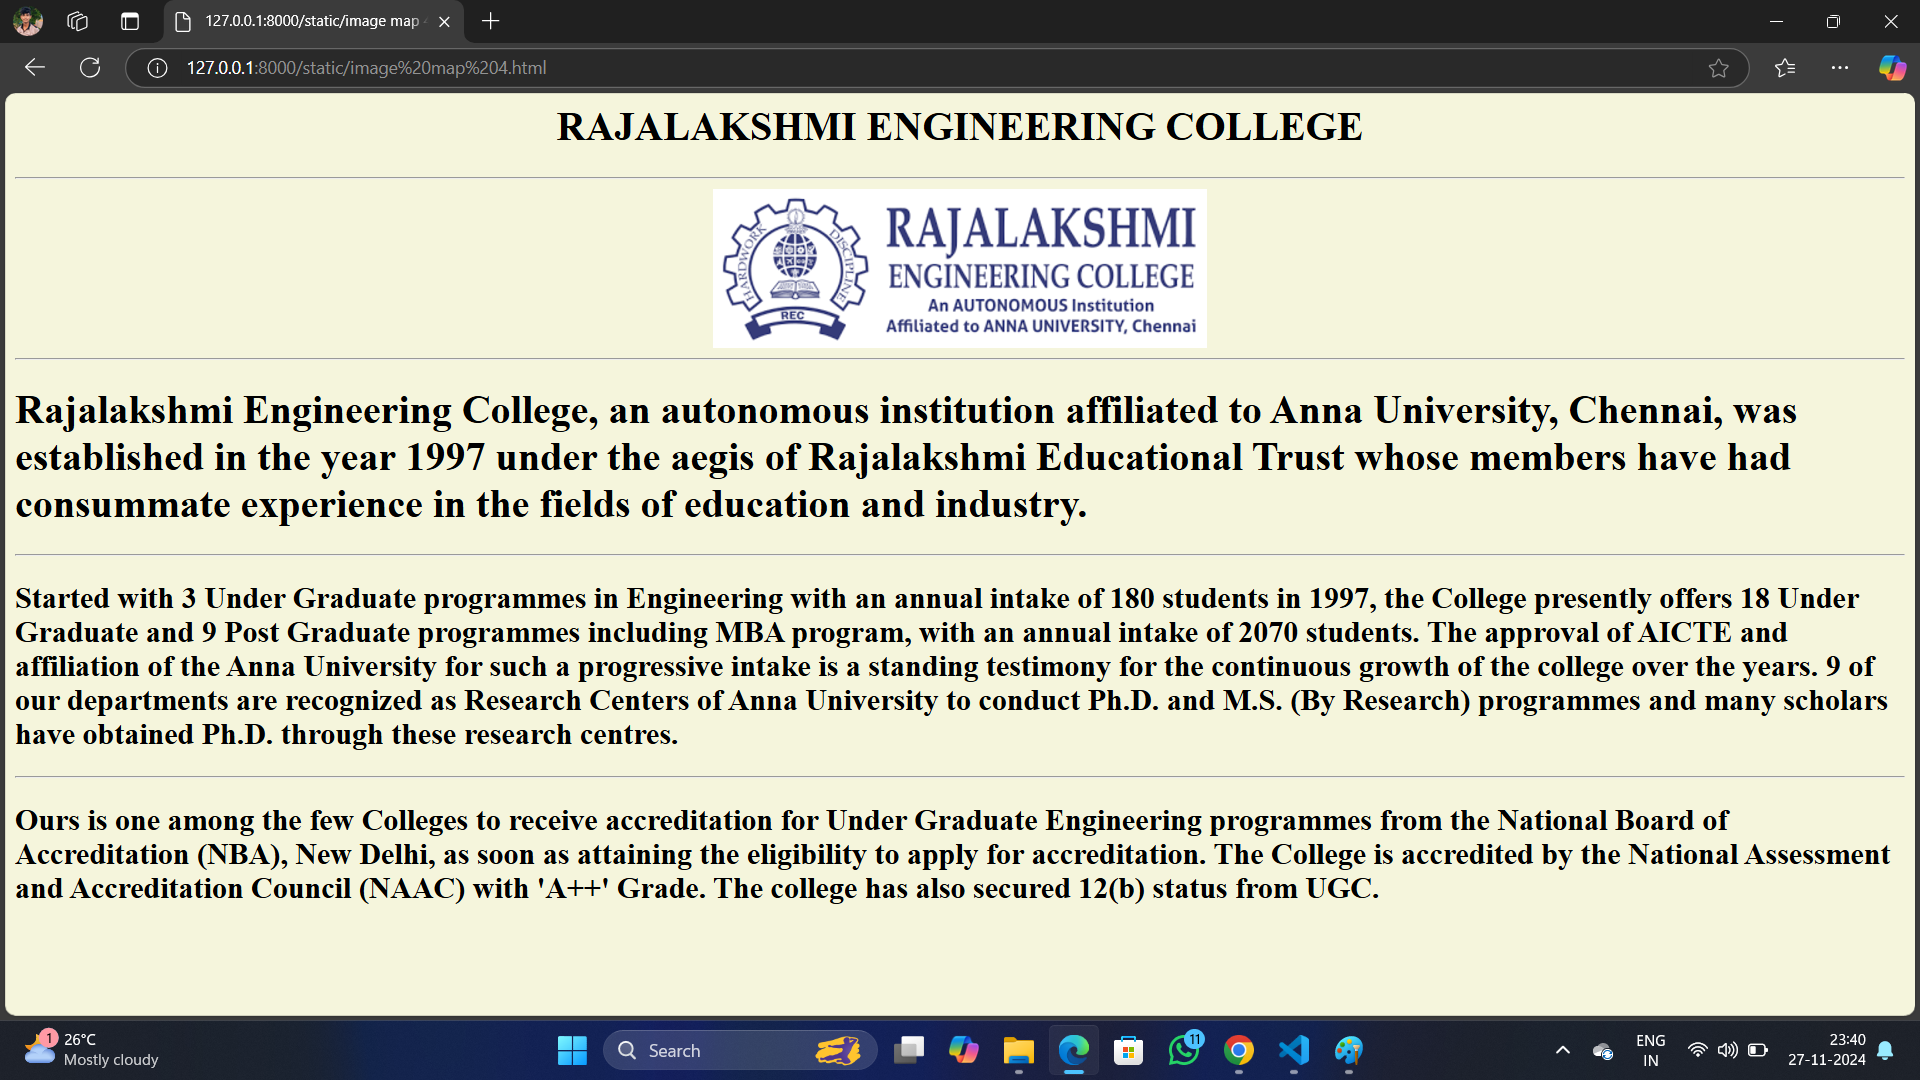 127.0.0.1:8000/static/image map
127.0.0.1:8000/static/image%20map%204.html
RAJALAKSHMI ENGINEERING COLLEGE
HARDWORK
DISCIPLINE
REC
RAJALAKSHMI
ENGINEERING COLLEGE
An AUTONOMOUS Institution
Affiliated to ANNA UNIVERSITY, Chennai
Rajalakshmi Engineering College, an autonomous institution affiliated to Anna University, Chennai, was
established in the year 1997 under the aegis of Rajalakshmi Educational Trust whose members have had
consummate experience in the fields of education and industry.
Started with 3 Under Graduate programmes in Engineering with an annual intake of 180 students in 1997, the College presently offers 18 Under
Graduate and 9 Post Graduate programmes including MBA program, with an annual intake of 2070 students. The approval of AICTE and
affiliation of the Anna University for such a progressive intake is a standing testimony for the continuous growth of the college over the years. 9 of
our departments are recognized as Research Centers of Anna University to conduct Ph.D. and M.S. (By Research) programmes and many scholars
have obtained Ph.D. through these research centres.
Ours is one among the few Colleges to receive accreditation for Under Graduate Engineering programmes from the National Board of
Accreditation (NBA), New Delhi, as soon as attaining the eligibility to apply for accreditation. The College is accredited by the National Assessment
and Accreditation Council (NAAC) with 'A++' Grade. The college has also secured 12(b) status from UGC.
1
26°C
Mostly cloudy
Search
11
ENG
IN
23:40
27-11-2024